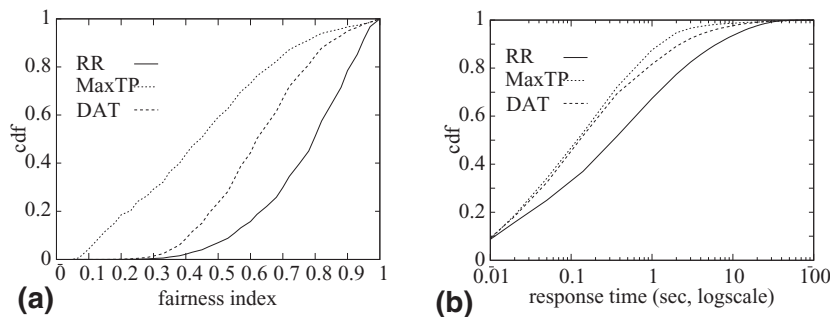 1
0.8
0.6
0.4
0.2
0
cdf
RR
MaxTP
DAT
0 0.1 0.2 0.3 0.4 0.5 0.6 0.7 0.8 0.9 1
fairness index
(a)
1
0.8
0.6
0.4
0.2
0
cdf
RR
MaxTP
DAT
0.01 0.1 1 10 100
response time (sec, logscale)
(b)